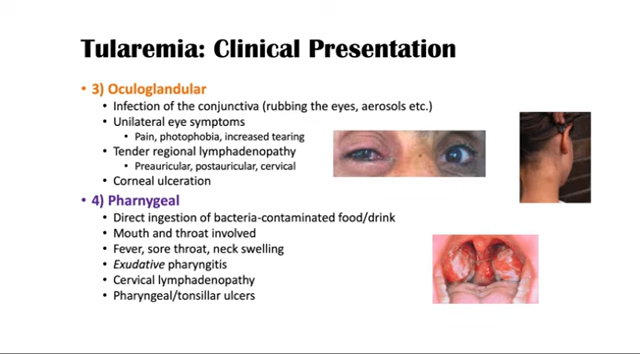 Tularemia: Clinical Presentation
• 3) Oculoglandular
• Infection of the conjunctiva (rubbing the eyes, aerosols etc.)
• Unilateral eye symptoms
• Pain, photophobia, increased tearing
• Tender regional lymphadenopathy
• Preauricular, postauricular, cervical
• Corneal ulceration
• 4) Pharnygeal
• Direct ingestion of bacteria-contaminated food/drink
• Mouth and throat involved
• Fever, sore throat, neck swelling
• Exudative pharyngitis
• Cervical lymphadenopathy
• Pharyngeal/tonsillar ulcers